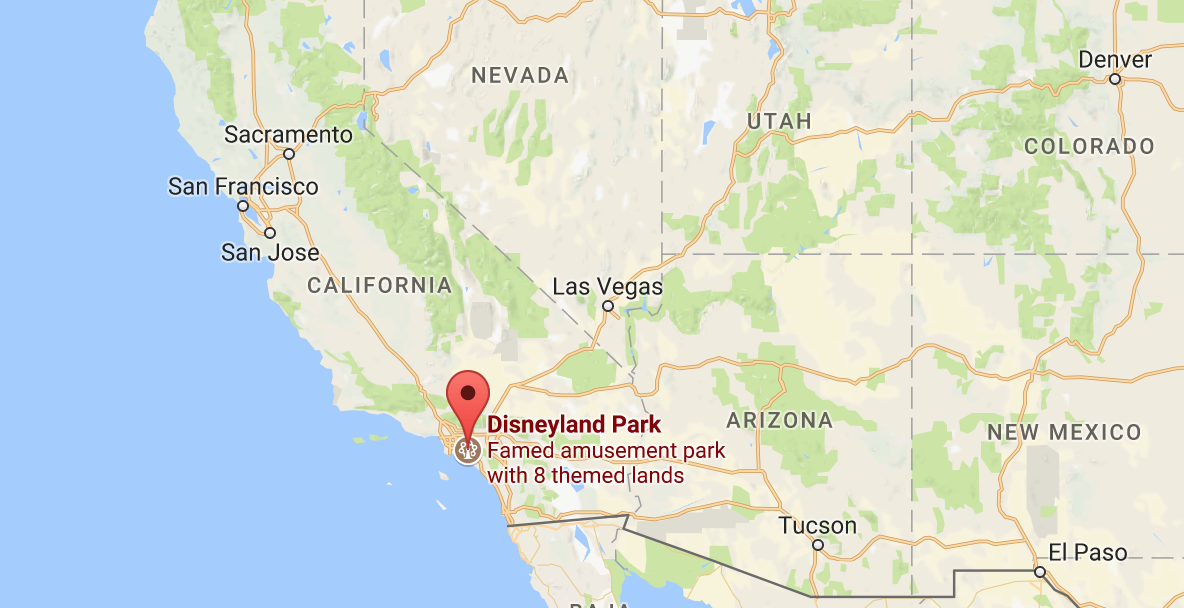 Denver
NEVADA
UTAH
Sacramento
COLORADO
San Francisco
San Jose
CALIFORNIA
Las Vegas
Disneyland Park
Famed amusement park
with 8 themed lands
ARIZONA
NEW MEXICO
Tucson
El Paso